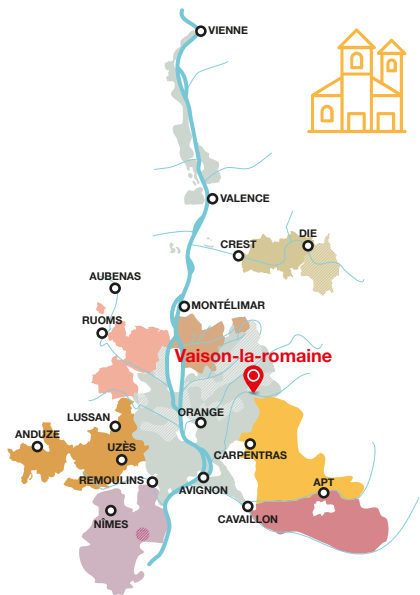 VIENNE
VALENCE
DIE
CREST
AUBENAS
MONTÉLIMAR
RUOMS
Vaison-la-romaine
ORANGE
LUSSAN
ANDUZE
UZÈS
CARPENTRAS
REMOULINS
AVIGNON
APT
NÎMES
CAVAILLON